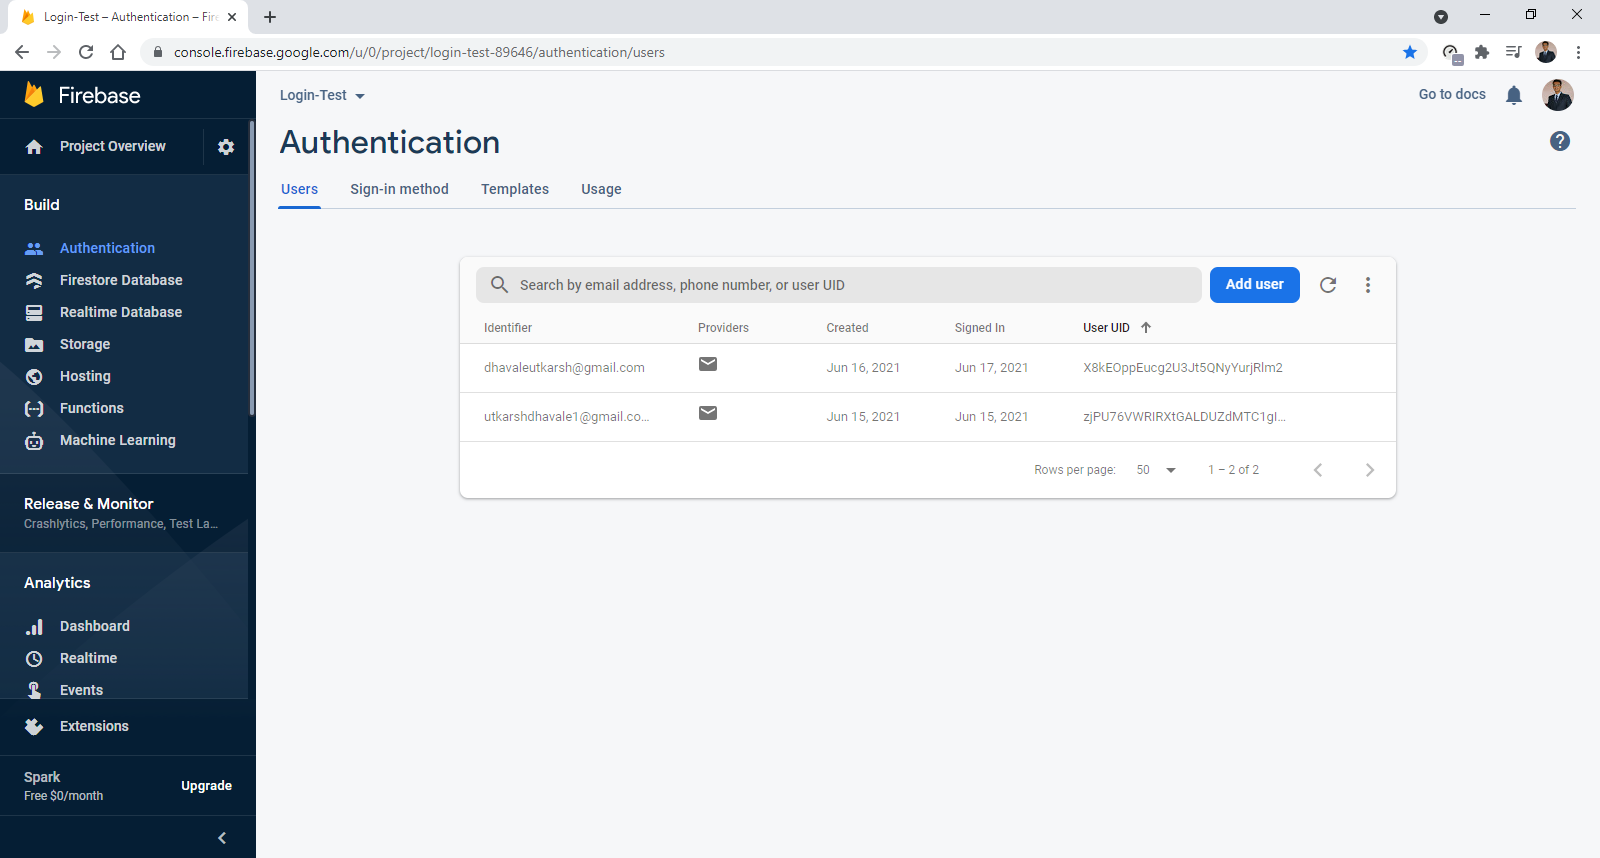 Login-Test – Authentication – Fire
console.firebase.google.com/u/0/project/login-test-89646/authentication/users
Firebase
Project Overview
Build
Authentication
Firestore Database
Realtime Database
Storage
Hosting
Functions
Machine Learning
Release & Monitor
Crashlytics, Performance, Test La...
Analytics
Dashboard
Realtime
Events
Extensions
Spark
Free $0/month
Upgrade
Login-Test
Go to docs
Authentication
Users Sign-in method Templates Usage
Search by email address, phone number, or user UID
Add user
Identifier Providers Created Signed In User UID
dhavaleutkarsh@gmail.com Jun 16, 2021 Jun 17, 2021 X8kEOppEucg2U3Jt5QNyYurjRlm2
utkarshdhavale1@gmail.co... Jun 15, 2021 Jun 15, 2021 zjPU76VWRIRXtGALDUZdMTC1gI...
Rows per page: 50 1 – 2 of 2